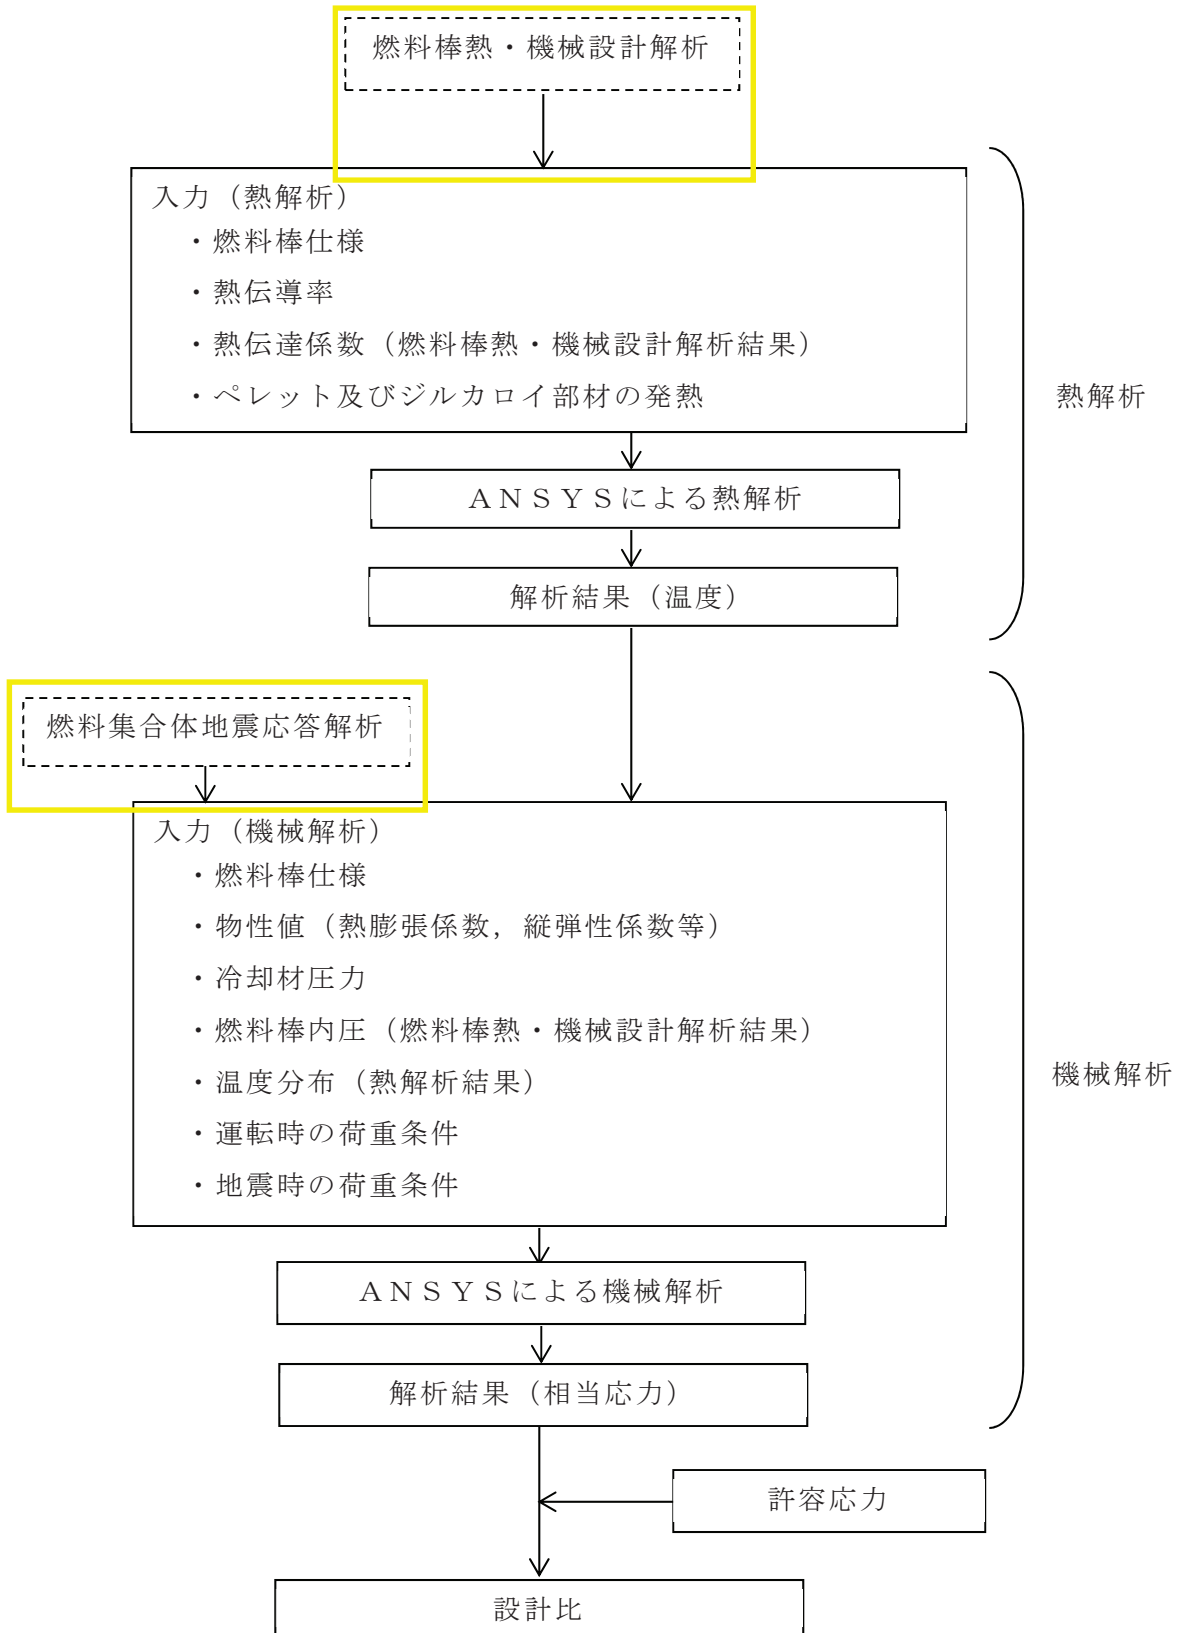 燃料棒熱・機械設計解析
入力（熱解析）
・燃料棒仕様
・熱伝導率
・熱伝達係数（燃料棒熱・機械設計解析結果）
・ペレット及びジルカロイ部材の発熱
熱解析
ＡＮＳＹＳによる熱解析
解析結果（温度）
燃料集合体地震応答解析
入力（機械解析）
・燃料棒仕様
・物性値（熱膨張係数，縦弾性係数等）
・冷却材圧力
・燃料棒内圧（燃料棒熱・機械設計解析結果）
・温度分布（熱解析結果）
・運転時の荷重条件
・地震時の荷重条件
機械解析
ＡＮＳＹＳによる機械解析
解析結果（相当応力）
許容応力
設計比